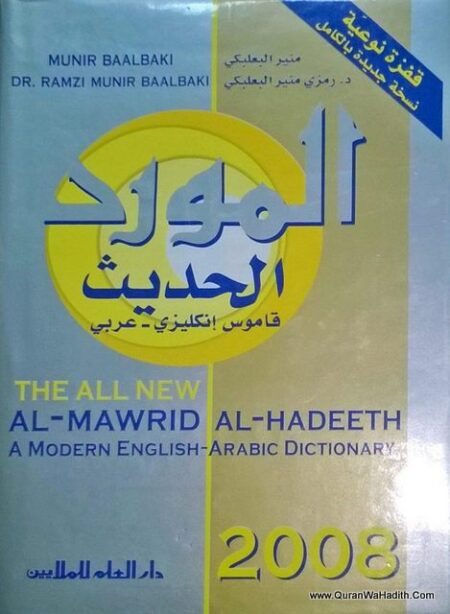 MUNIR BAALBAKI
منير البعلبكي
DR. RAMZI MUNIR BAALBAKI
د. رمزي منير البعلبكي
قفزة نوعية
نسخة جديدة بالكامل
المورد
الحديث
قاموس إنكليزي - عربي
THE ALL NEW
AL-MAWRID AL-HADEETH
A MODERN ENGLISH-ARABIC DICTIONARY
2008
دار العلم للملايين
www.QuranWaHadith.Com